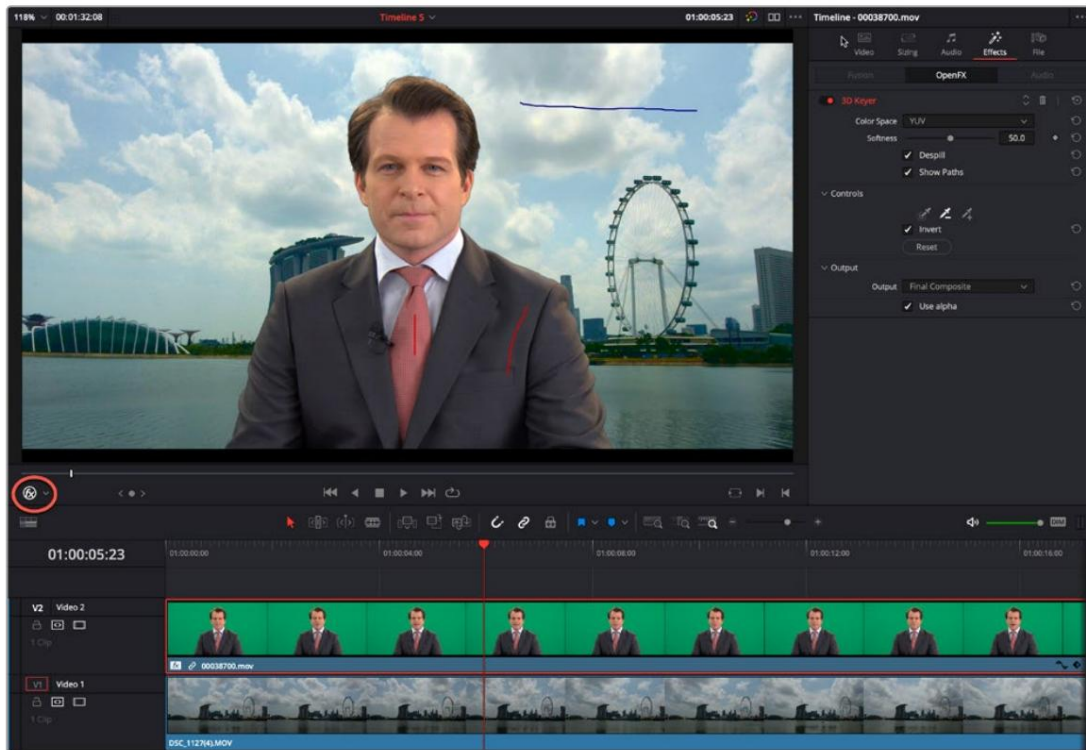 118% 00:01:32:08 Timeline 5 01:00:05:23 Timeline - 00038700.mov
Video Sizing Audio Effects File
Fusion OpenFX Audio
3D Keyer
Color Space YUV
Softness 50.0
Despill
Show Paths
Controls
Invert
Reset
Output
Output Final Composite
Use alpha
DIM
01:00:05:23 01:00:00:00 01:00:04:00 01:00:08:00 01:00:12:00 01:00:16:00
V2 Video 2
1 Clip
00038700.mov
V1 Video 1
1 Clip
DSC_1127(4).MOV